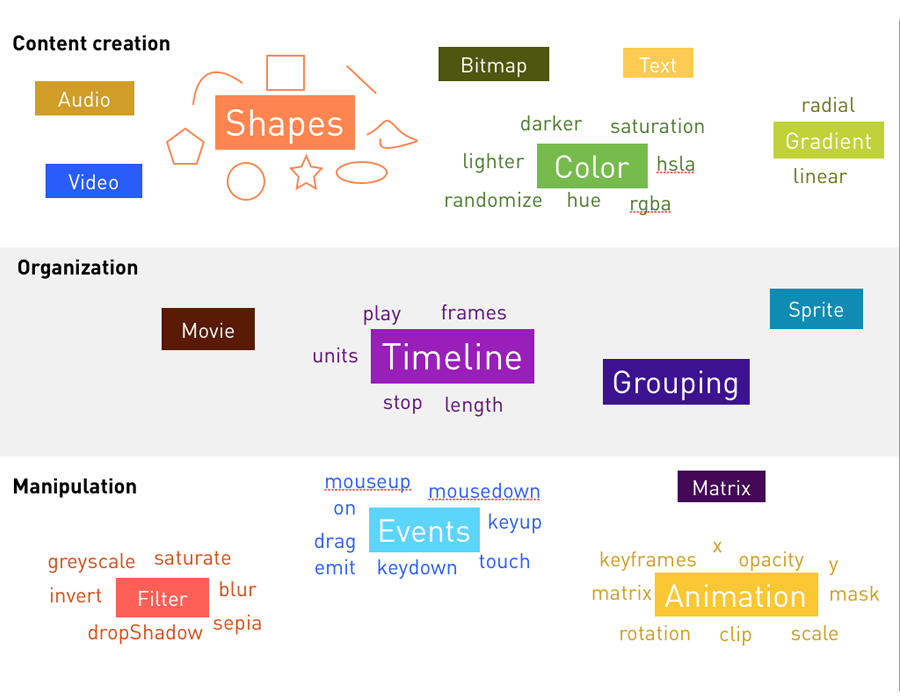 Content creation
Audio
Video
Shapes
Bitmap
Text
darker
saturation
lighter
Color
hsla
randomize
hue
rgba
radial
Gradient
linear
Organization
Movie
play
frames
units
Timeline
stop
length
Sprite
Grouping
Manipulation
greyscale
saturate
invert
Filter
blur
dropShadow
sepia
mouseup
mousedown
on
Events
keyup
drag
emit
keydown
touch
Matrix
x
keyframes
opacity
y
matrix
Animation
mask
rotation
clip
scale